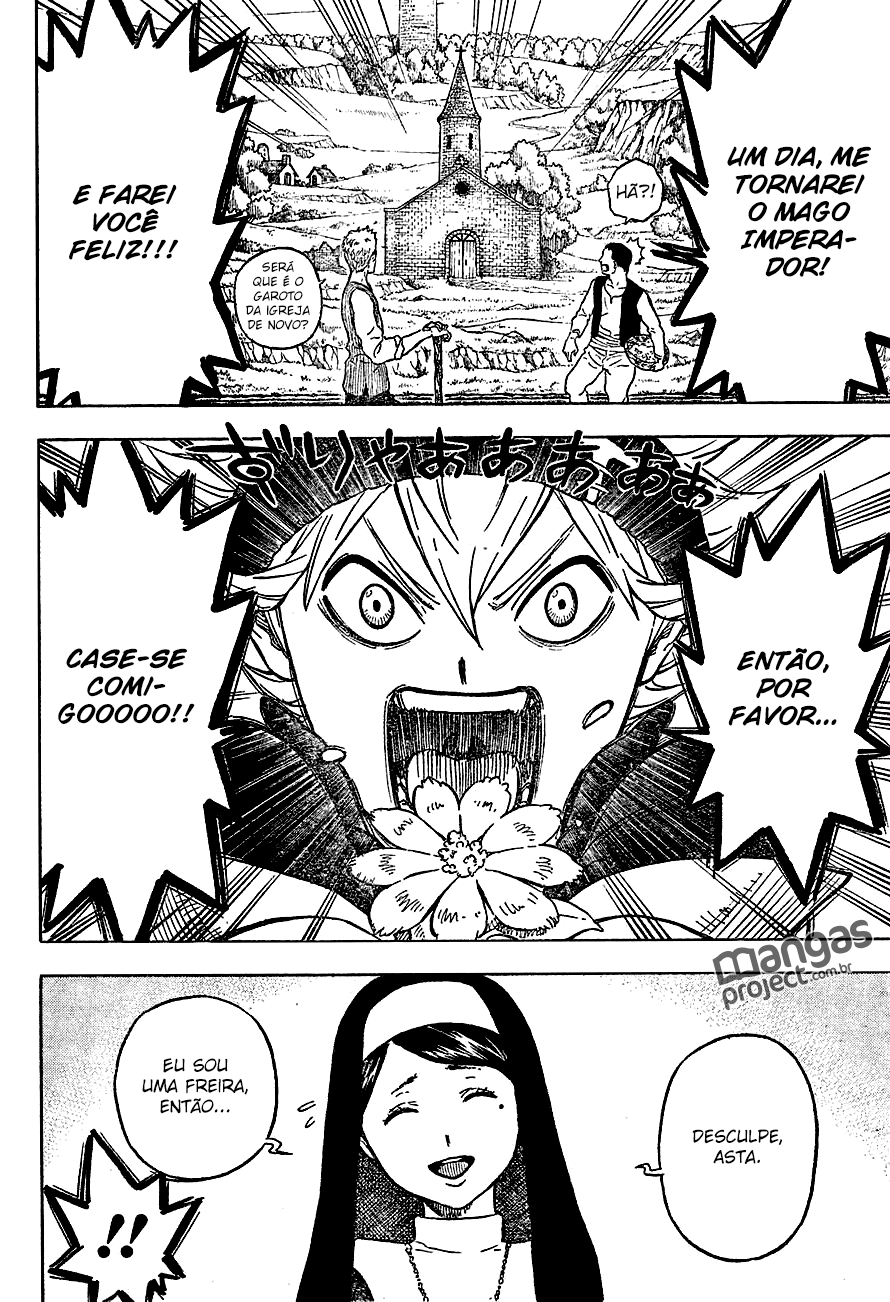 UM DIA, ME
TORNAREI
O MAGO
IMPERA-
DOR!
HÃ?!
SERÁ
QUE É O
GAROTO
DA IGREJA
DE NOVO?
E FAREI
VOCÊ
FELIZ!!!
ずりゃあああああ
ENTÃO,
POR
FAVOR...
CASE-SE
COMI-
GOOOOO!!
mangas
project.com.br
DESCULPE,
ASTA.
EU SOU
UMA FREIRA,
ENTÃO...
!!